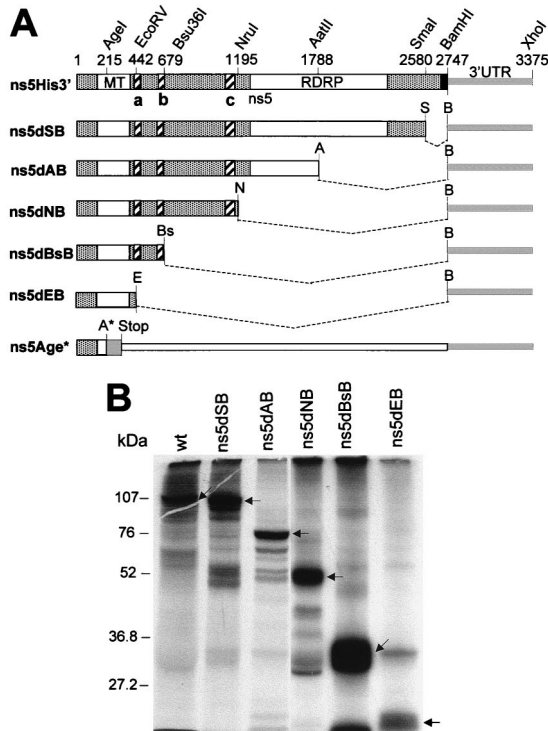 A
AgeI EcoRV Bsu36I NruI AatII SmaI BamHI XhoI
1 215 442 679 1195 1788 2580 2747 3375
ns5His3' MT RDRP 3'UTR
a b c ns5
S B
ns5dSB
A B
ns5dAB
N B
ns5dNB
Bs B
ns5dBsB
E B
ns5dEB
A* Stop
ns5Age*
B
kDa wt ns5dSB ns5dAB ns5dNB ns5dBsB ns5dEB
107
76
52
36.8
27.2